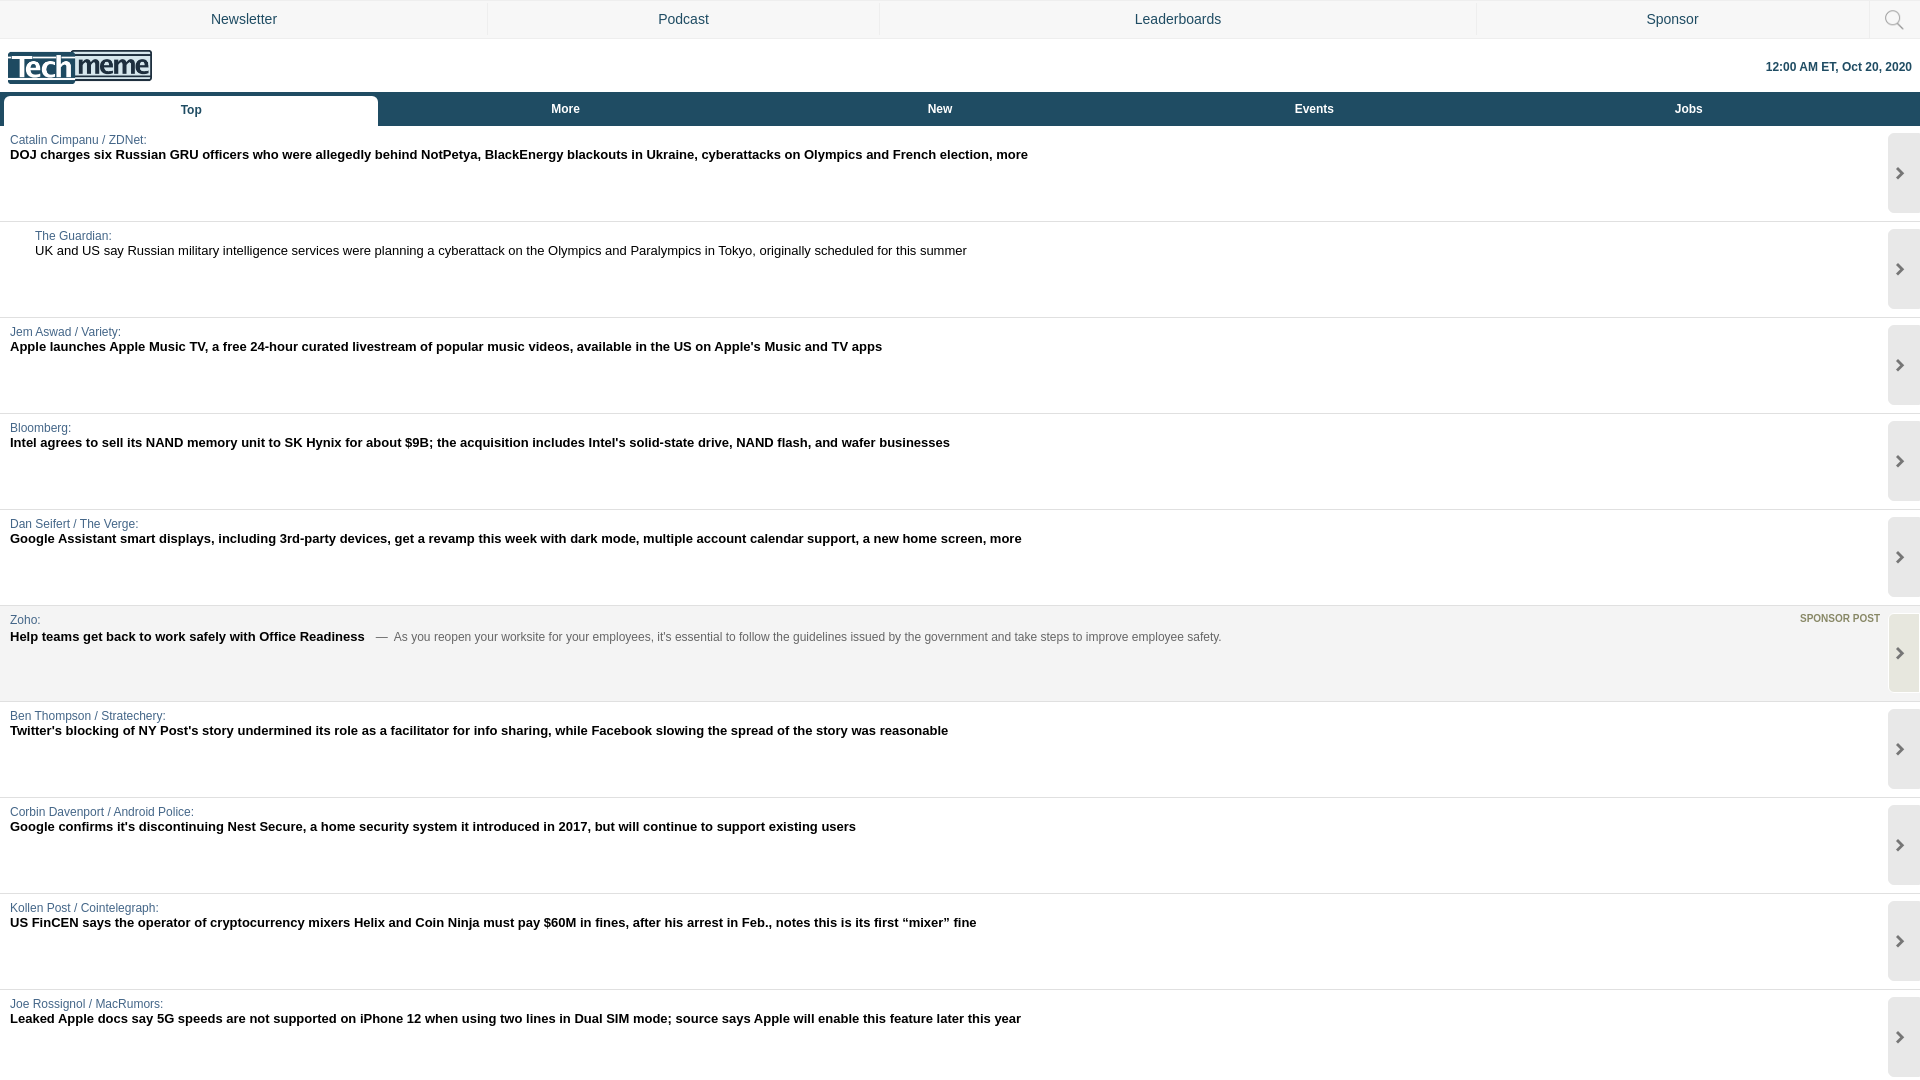 Newsletter
Podcast
Leaderboards
Sponsor
Techmeme
12:00 AM ET, Oct 20, 2020
Top
More
New
Events
Jobs
Catalin Cimpanu / ZDNet:
DOJ charges six Russian GRU officers who were allegedly behind NotPetya, BlackEnergy blackouts in Ukraine, cyberattacks on Olympics and French election, more
The Guardian:
UK and US say Russian military intelligence services were planning a cyberattack on the Olympics and Paralympics in Tokyo, originally scheduled for this summer
Jem Aswad / Variety:
Apple launches Apple Music TV, a free 24-hour curated livestream of popular music videos, available in the US on Apple's Music and TV apps
Bloomberg:
Intel agrees to sell its NAND memory unit to SK Hynix for about $9B; the acquisition includes Intel's solid-state drive, NAND flash, and wafer businesses
Dan Seifert / The Verge:
Google Assistant smart displays, including 3rd-party devices, get a revamp this week with dark mode, multiple account calendar support, a new home screen, more
Zoho:
SPONSOR POST
Help teams get back to work safely with Office Readiness — As you reopen your worksite for your employees, it's essential to follow the guidelines issued by the government and take steps to improve employee safety.
Ben Thompson / Stratechery:
Twitter's blocking of NY Post's story undermined its role as a facilitator for info sharing, while Facebook slowing the spread of the story was reasonable
Corbin Davenport / Android Police:
Google confirms it's discontinuing Nest Secure, a home security system it introduced in 2017, but will continue to support existing users
Kollen Post / Cointelegraph:
US FinCEN says the operator of cryptocurrency mixers Helix and Coin Ninja must pay $60M in fines, after his arrest in Feb., notes this is its first “mixer” fine
Joe Rossignol / MacRumors:
Leaked Apple docs say 5G speeds are not supported on iPhone 12 when using two lines in Dual SIM mode; source says Apple will enable this feature later this year